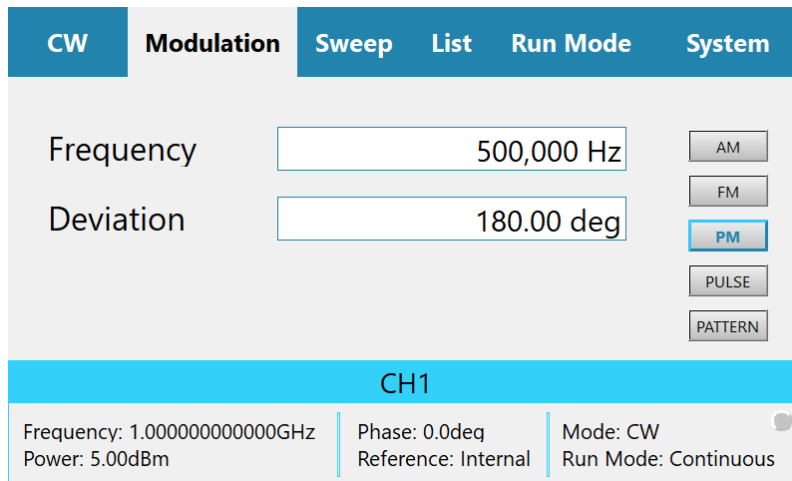 CW Modulation Sweep List Run Mode System
Frequency 500,000 Hz AM
FM
Deviation 180.00 deg PM
PULSE
PATTERN
CH1
Frequency: 1.000000000000GHz Phase: 0.0deg Mode: CW
Power: 5.00dBm Reference: Internal Run Mode: Continuous